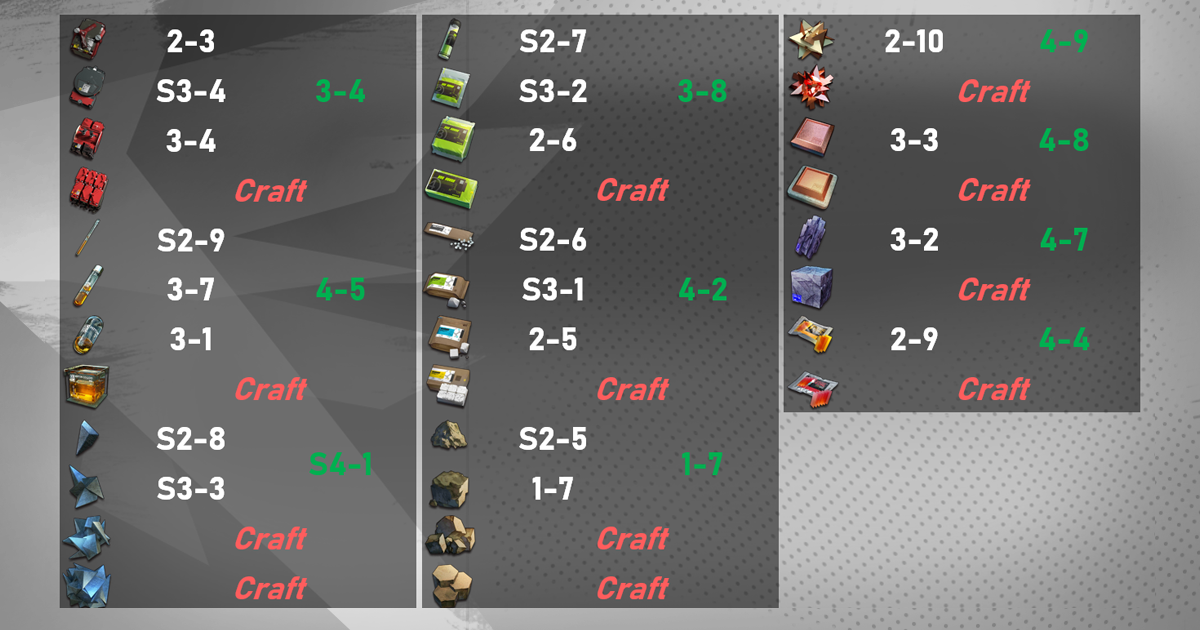 2-3
S3-4 3-4
3-4
Craft
S2-9
3-7 4-5
3-1
Craft
S2-8
S4-1
S3-3
Craft
Craft
S2-7
S3-2 3-8
2-6
Craft
S2-6
S3-1 4-2
2-5
Craft
S2-5
1-7
1-7
Craft
Craft
2-10 4-9
Craft
3-3 4-8
Craft
3-2 4-7
Craft
2-9 4-4
Craft